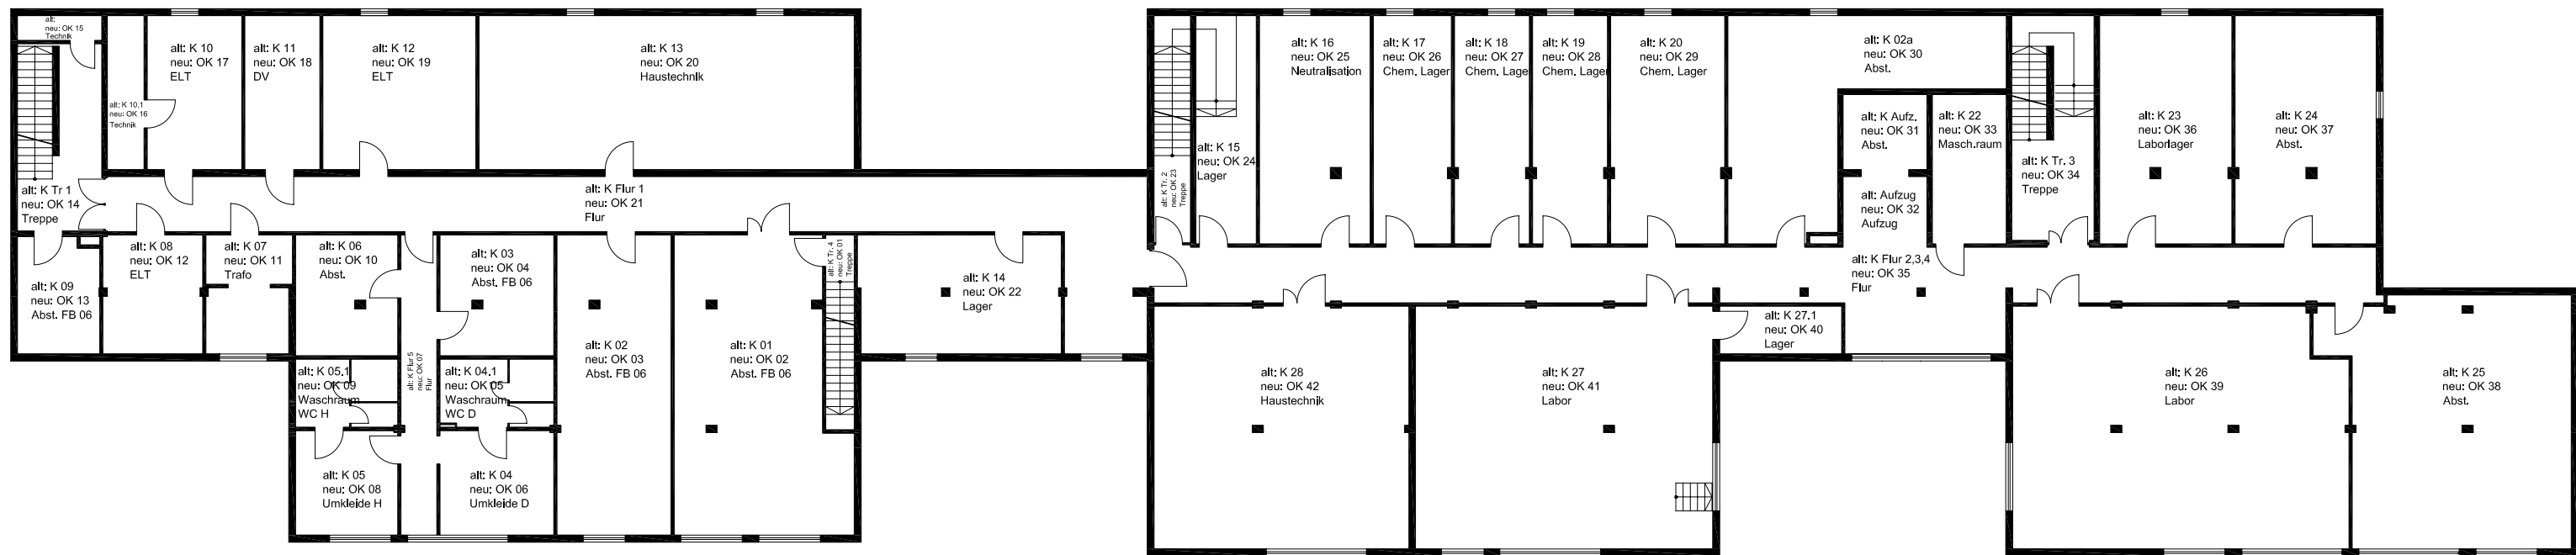 alt:
neu: OK 15
Technik
alt: K 10
neu: OK 17
ELT
alt: K 11
neu: OK 18
DV
alt: K 12
neu: OK 19
ELT
alt: K 13
neu: OK 20
Haustechnik
alt: K 10.1
neu: OK 16
Technik
alt: K Tr 1
neu: OK 14
Treppe
alt: K Flur 1
neu: OK 21
Flur
alt: K 09
neu: OK 13
Abst. FB 06
alt: K 08
neu: OK 12
ELT
alt: K 07
neu: OK 11
Trafo
alt: K 06
neu: OK 10
Abst.
alt: K 03
neu: OK 04
Abst. FB 06
alt: K Tr. 4
neu: OK 01
Treppe
alt: K 14
neu: OK 22
Lager
alt: K 05.1
neu: OK 09
Waschraum
WC H
alt: K Flur 5
neu: OK 07
Flur
alt: K 04.1
neu: OK 05
Waschraum
WC D
alt: K 02
neu: OK 03
Abst. FB 06
alt: K 01
neu: OK 02
Abst. FB 06
alt: K 05
neu: OK 08
Umkleide H
alt: K 04
neu: OK 06
Umkleide D
alt: K 16
neu: OK 25
Neutralisation
alt: K 17
neu: OK 26
Chem. Lager
alt: K 18
neu: OK 27
Chem. Lager
alt: K 19
neu: OK 28
Chem. Lager
alt: K 20
neu: OK 29
Chem. Lager
alt: K 02a
neu: OK 30
Abst.
alt: K 15
neu: OK 24
Lager
alt: K Tr. 2
neu: OK 23
Treppe
alt: K Aufz.
neu: OK 31
Abst.
alt: K 22
neu: OK 33
Masch.raum
alt: K Tr. 3
neu: OK 34
Treppe
alt: K 23
neu: OK 36
Laborlager
alt: K 24
neu: OK 37
Abst.
alt: Aufzug
neu: OK 32
Aufzug
alt: K Flur 2,3,4
neu: OK 35
Flur
alt: K 27.1
neu: OK 40
Lager
alt: K 28
neu: OK 42
Haustechnik
alt: K 27
neu: OK 41
Labor
alt: K 26
neu: OK 39
Labor
alt: K 25
neu: OK 38
Abst.